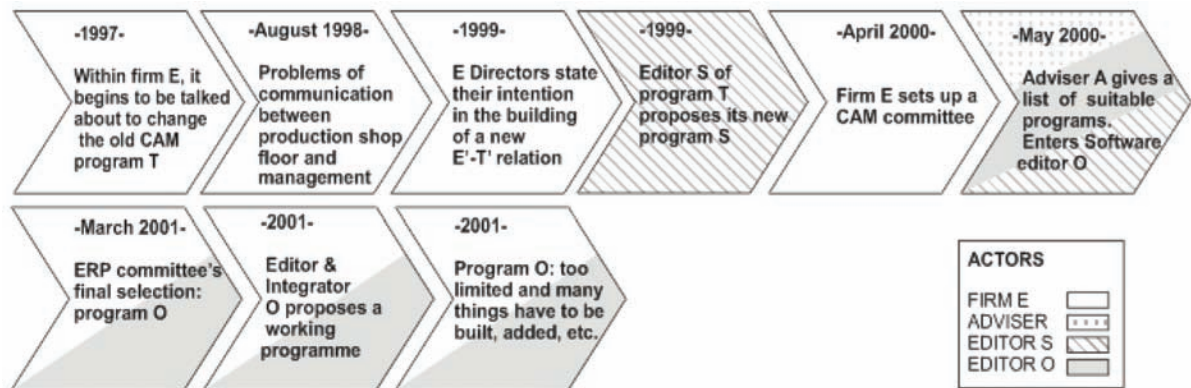 -1997-
Within firm E, it
begins to be talked
about to change
the old CAM
program T
-August 1998-
Problems of
communication
between
production shop
floor and
management
-1999-
E Directors state
their intention
in the building
of a new
E'-T' relation
-1999-
Editor S of
program T
proposes its new
program S
-April 2000-
Firm E sets up a
CAM committee
-May 2000-
Adviser A gives a
list of suitable
programs.
Enters Software
editor O
-March 2001-
ERP committee's
final selection:
program O
-2001-
Editor &
Integrator
O proposes a
working
programme
-2001-
Program O: too
limited and many
things have to be
built, added, etc.
ACTORS
FIRM E
ADVISER
EDITOR S
EDITOR O